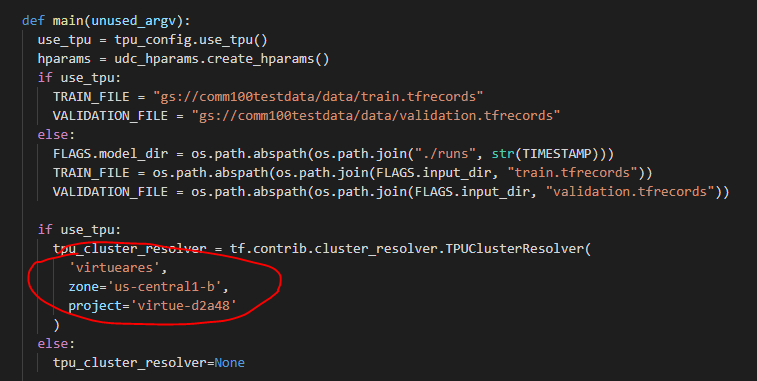 def main(unused_argv):
  use_tpu = tpu_config.use_tpu()
  hparams = udc_hparams.create_hparams()
  if use_tpu:
    TRAIN_FILE = "gs://comm100testdata/data/train.tfrecords"
    VALIDATION_FILE = "gs://comm100testdata/data/validation.tfrecords"
  else:
    FLAGS.model_dir = os.path.abspath(os.path.join("./runs", str(TIMESTAMP)))
    TRAIN_FILE = os.path.abspath(os.path.join(FLAGS.input_dir, "train.tfrecords"))
    VALIDATION_FILE = os.path.abspath(os.path.join(FLAGS.input_dir, "validation.tfrecords"))

  if use_tpu:
    tpu_cluster_resolver = tf.contrib.cluster_resolver.TPUClusterResolver(
      'virtueares',
      zone='us-central1-b',
      project='virtue-d2a48'
    )
  else:
    tpu_cluster_resolver=None